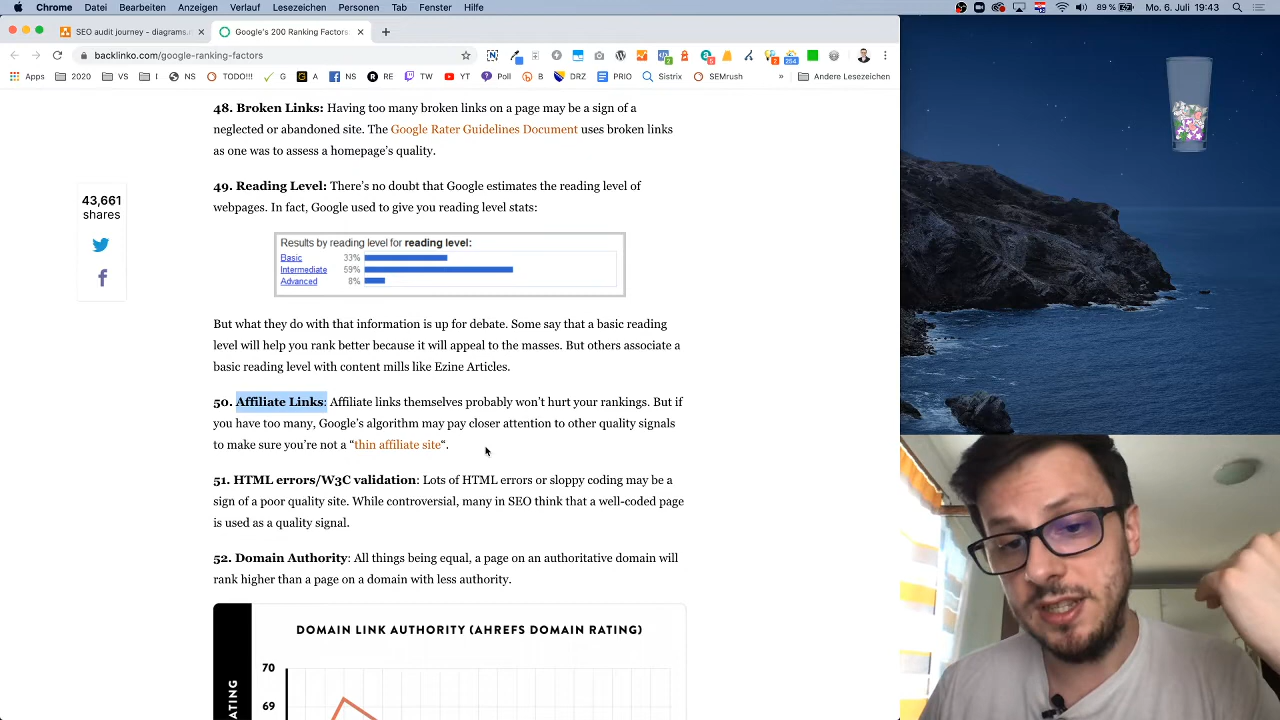 Chrome Datei Bearbeiten Anzeigen Verlauf Lesezeichen Personen Tab Fenster Hilfe
89 % Mo. 6. Juli 19:43
SEO audit journey - diagrams. Google's 200 Ranking Factors:
backlinko.com/google-ranking-factors
Apps 2020 VS I NS TODO!!! G A NS RE TW YT Poll B DRZ PRIO Sistrix SEMrush » Andere Lesezeichen
48. Broken Links: Having too many broken links on a page may be a sign of a
neglected or abandoned site. The Google Rater Guidelines Document uses broken links
as one was to assess a homepage's quality.
43,661
shares
49. Reading Level: There's no doubt that Google estimates the reading level of
webpages. In fact, Google used to give you reading level stats:
Results by reading level for reading level:
Basic 33%
Intermediate 59%
Advanced 8%
But what they do with that information is up for debate. Some say that a basic reading
level will help you rank better because it will appeal to the masses. But others associate a
basic reading level with content mills like Ezine Articles.
50. Affiliate Links: Affiliate links themselves probably won't hurt your rankings. But if
you have too many, Google's algorithm may pay closer attention to other quality signals
to make sure you're not a “thin affiliate site“.
51. HTML errors/W3C validation: Lots of HTML errors or sloppy coding may be a
sign of a poor quality site. While controversial, many in SEO think that a well-coded page
is used as a quality signal.
52. Domain Authority: All things being equal, a page on an authoritative domain will
rank higher than a page on a domain with less authority.
DOMAIN LINK AUTHORITY (AHREFS DOMAIN RATING)
70
69
ATING